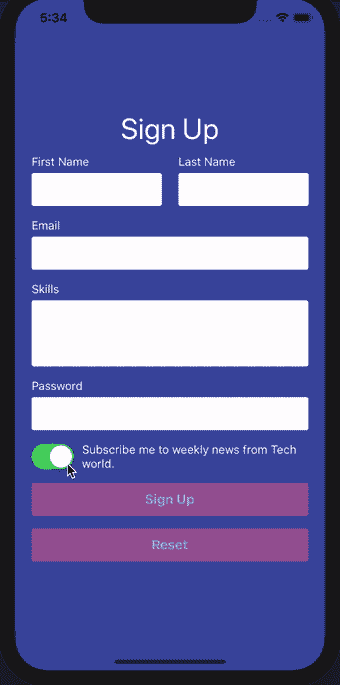 5:34
Sign Up
First Name Last Name
Email
Skills
Password
Subscribe me to weekly news from Tech
world.
Sign Up
Reset